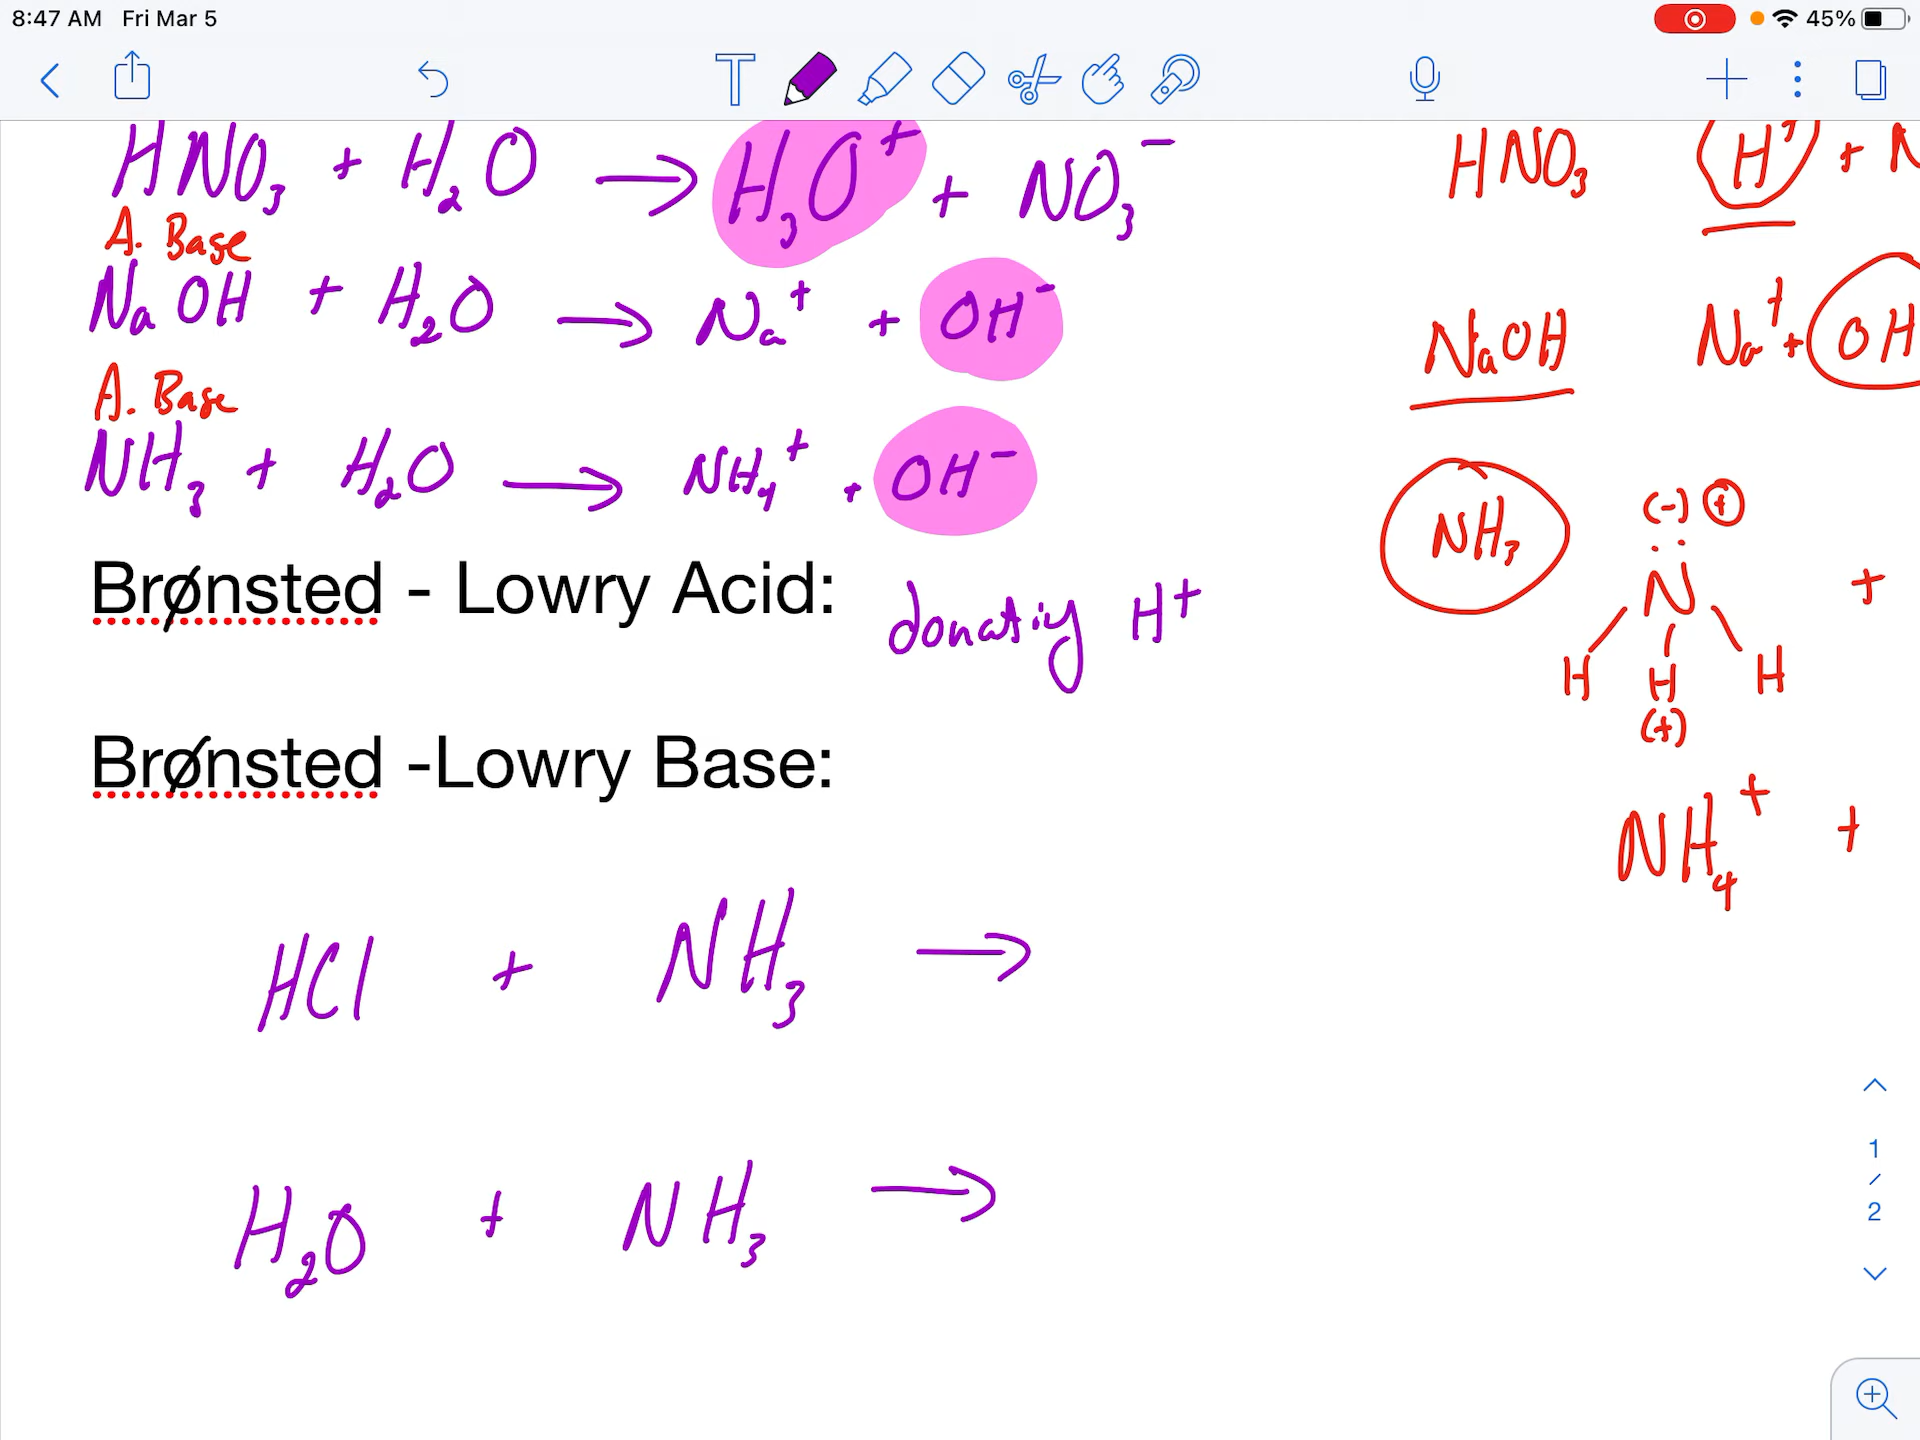 8:47 AM Fri Mar 5 45%
T
HNO₃ + H₂O → H₃O⁺ + NO₃⁻
HNO₃ H⁺ + N
A. Base
NaOH + H₂O → Na⁺ + OH⁻
NaOH Na⁺ + OH
A. Base
NH₃ + H₂O → NH₄⁺ + OH⁻
NH₃
(-) +
N +
H H H
(+)
Brønsted - Lowry Acid: donating H⁺
Brønsted -Lowry Base:
NH₄⁺ +
HCl + NH₃ →
H₂O + NH₃ →
1
/
2